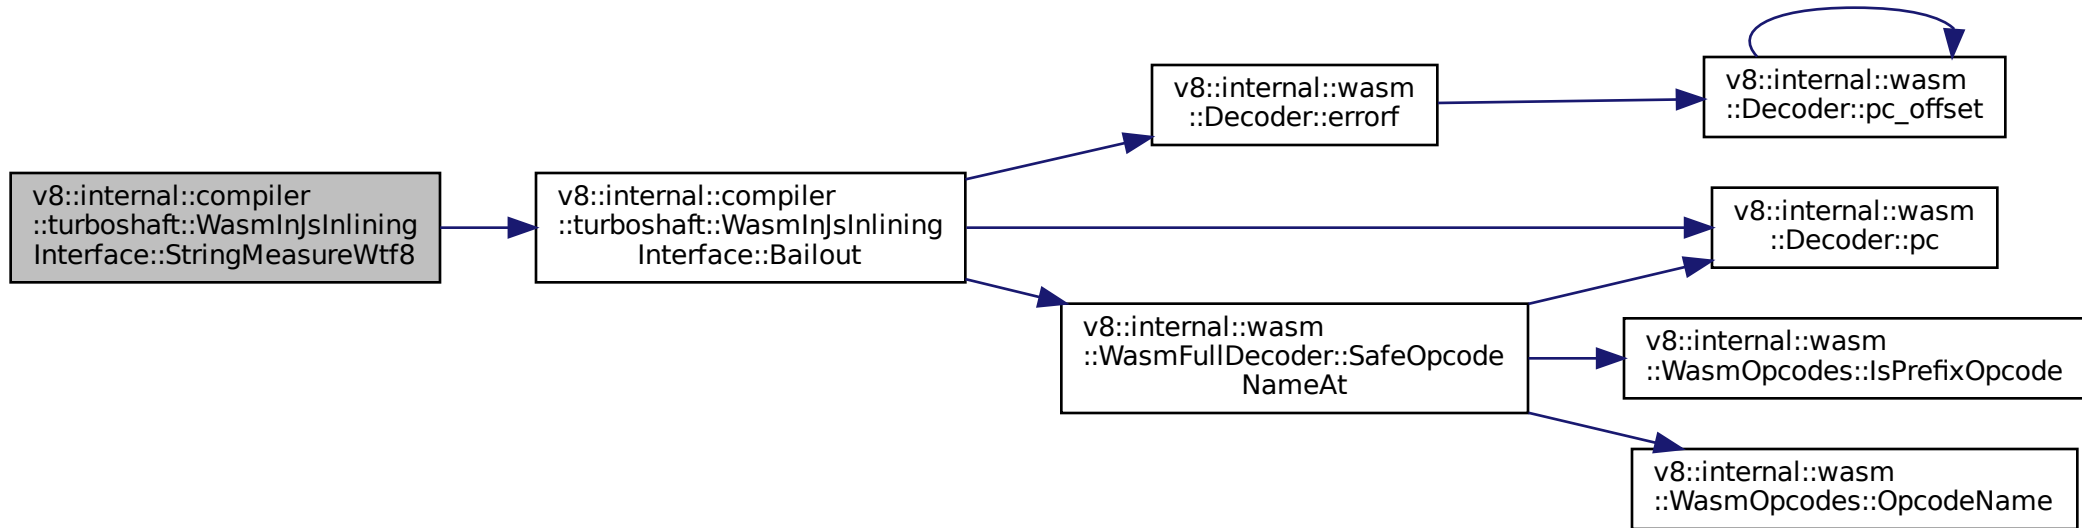 v8::internal::compiler
::turboshaft::WasmInJsInlining
Interface::StringMeasureWtf8
v8::internal::compiler
::turboshaft::WasmInJsInlining
Interface::Bailout
v8::internal::wasm
::Decoder::errorf
v8::internal::wasm
::Decoder::pc_offset
v8::internal::wasm
::Decoder::pc
v8::internal::wasm
::WasmFullDecoder::SafeOpcode
NameAt
v8::internal::wasm
::WasmOpcodes::IsPrefixOpcode
v8::internal::wasm
::WasmOpcodes::OpcodeName